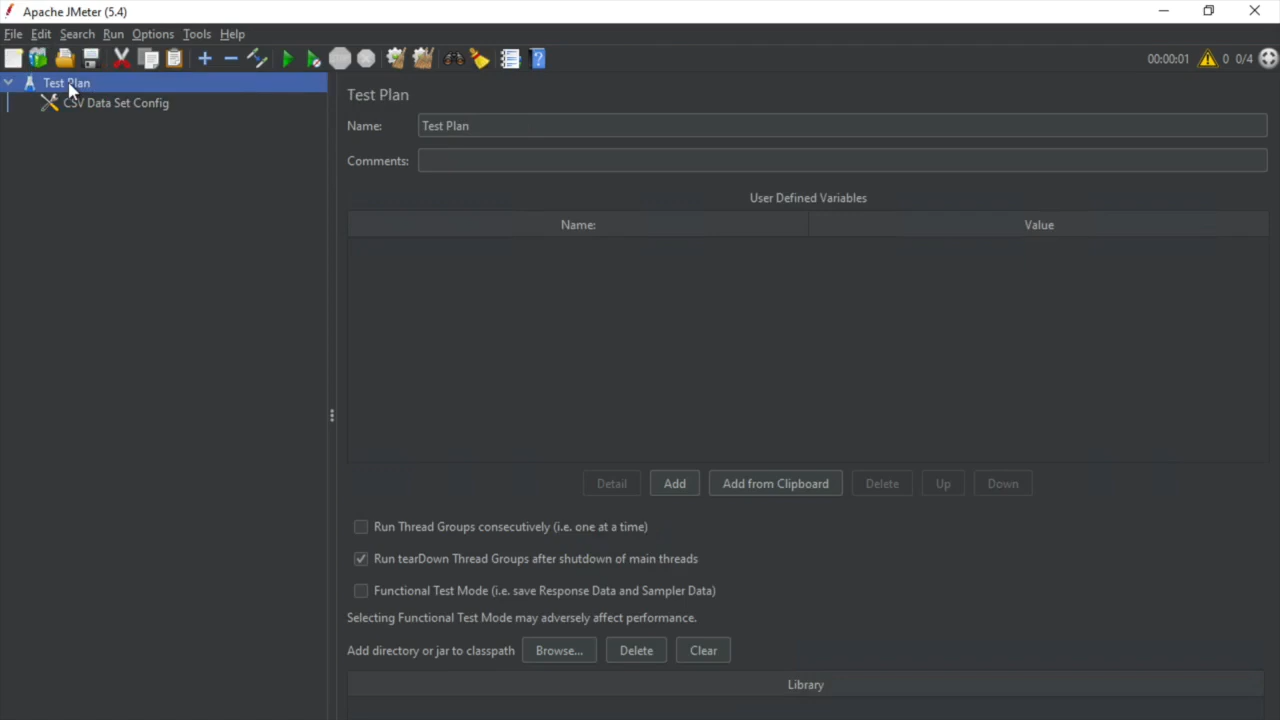 Apache JMeter (5.4)
File Edit Search Run Options Tools Help
00:00:01 0 0/4
Test Plan
CSV Data Set Config
Test Plan
Name: Test Plan
Comments:
User Defined Variables
Name: Value
Detail Add Add from Clipboard Delete Up Down
Run Thread Groups consecutively (i.e. one at a time)
Run tearDown Thread Groups after shutdown of main threads
Functional Test Mode (i.e. save Response Data and Sampler Data)
Selecting Functional Test Mode may adversely affect performance.
Add directory or jar to classpath Browse... Delete Clear
Library